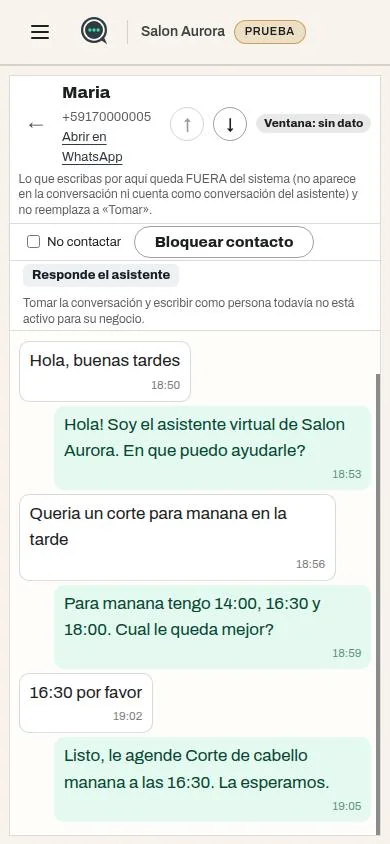 Salon Aurora PRUEBA
Maria
+59170000005
Abrir en
WhatsApp
Ventana: sin dato
Lo que escribas por aquí queda FUERA del sistema (no aparece
en la conversación ni cuenta como conversación del asistente) y
no reemplaza a «Tomar».
No contactar
Bloquear contacto
Responde el asistente
Tomar la conversación y escribir como persona todavía no está
activo para su negocio.
Hola, buenas tardes
18:50
Hola! Soy el asistente virtual de Salon
Aurora. En que puedo ayudarle?
18:53
Queria un corte para manana en la
tarde
18:56
Para manana tengo 14:00, 16:30 y
18:00. Cual le queda mejor?
18:59
16:30 por favor
19:02
Listo, le agende Corte de cabello
manana a las 16:30. La esperamos.
19:05